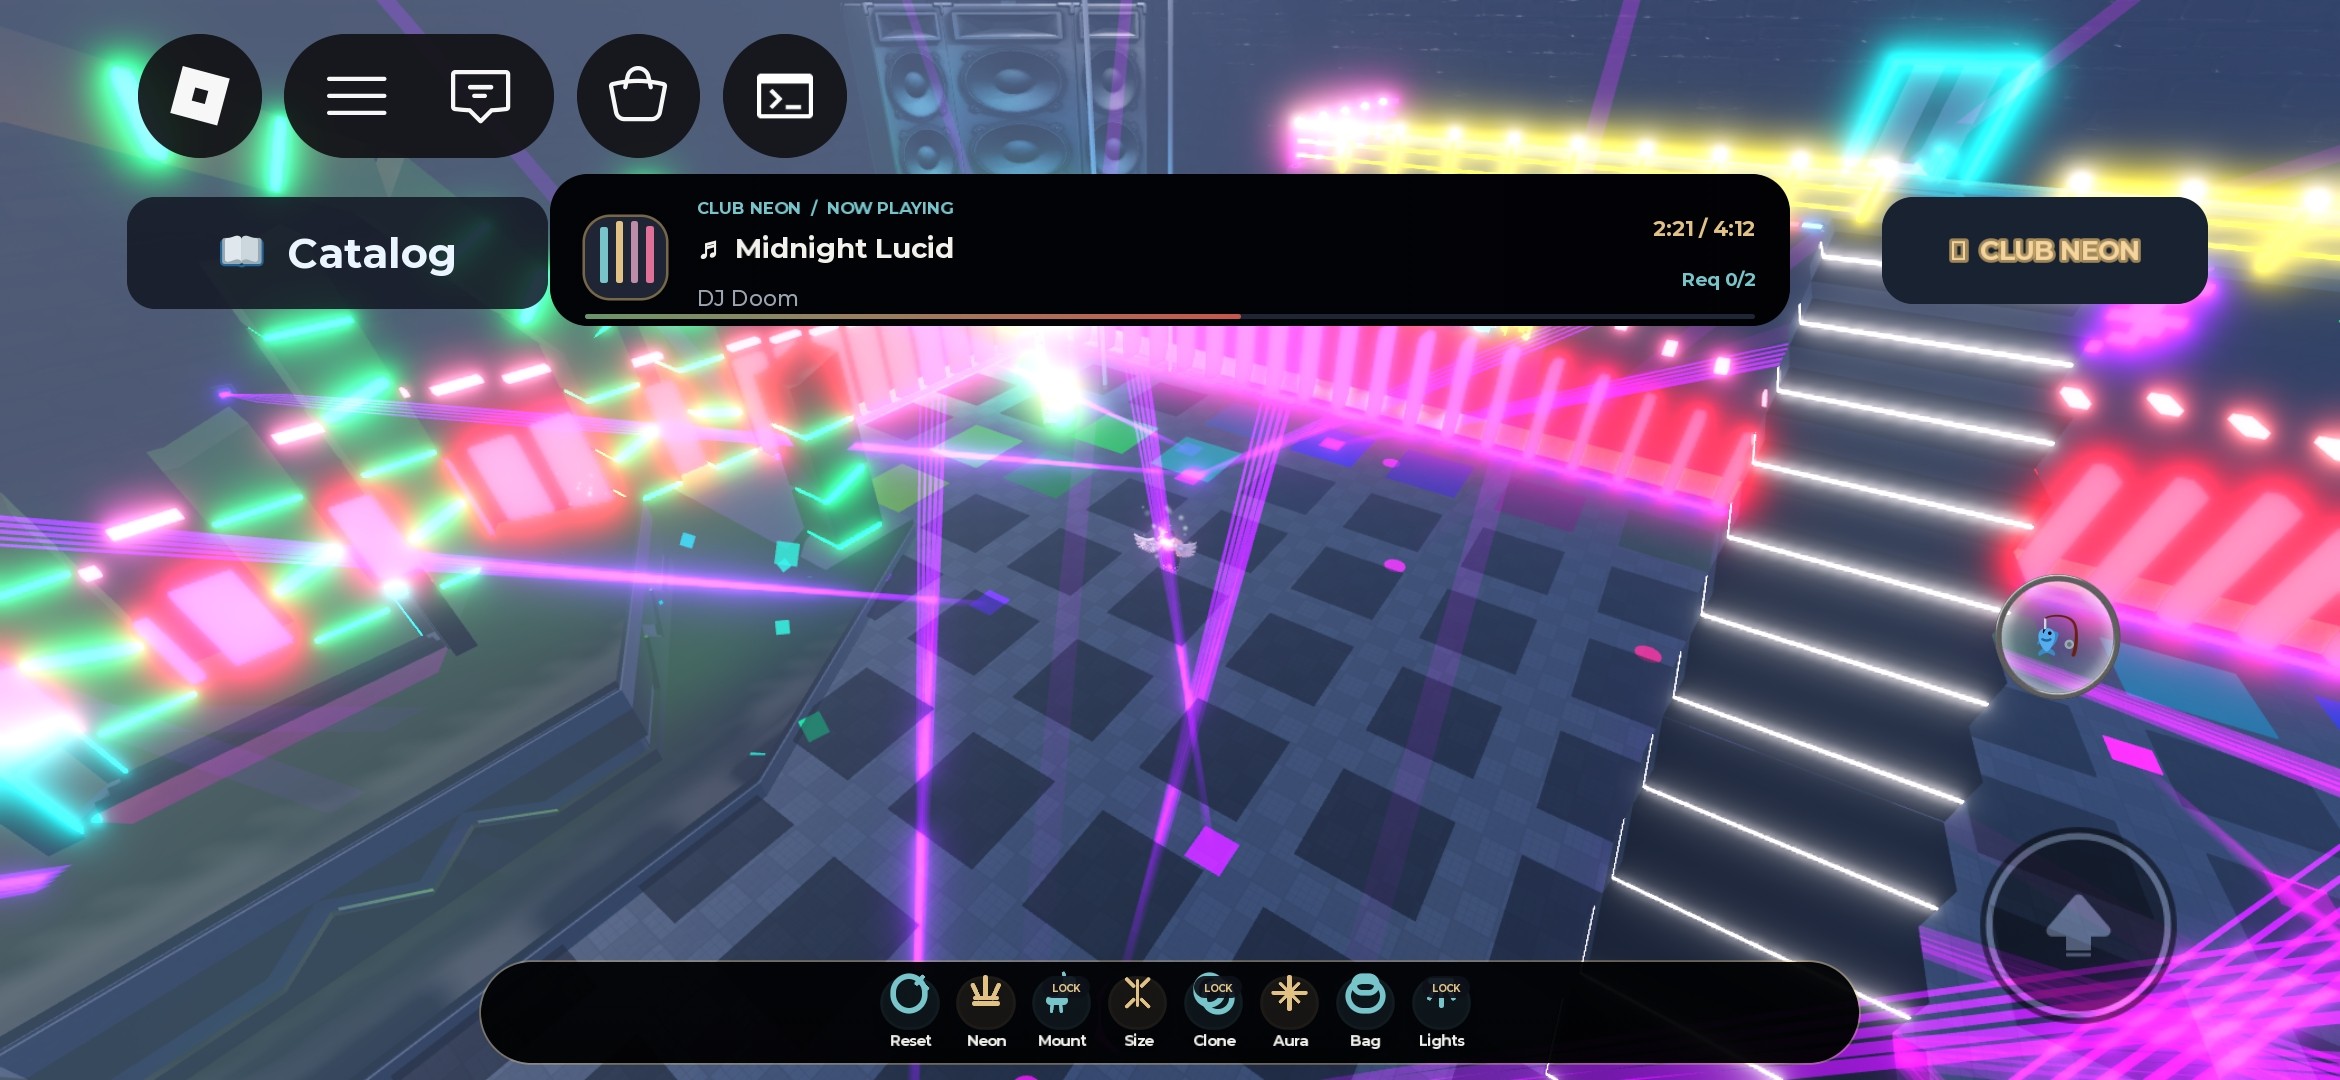 Catalog
CLUB NEON / NOW PLAYING
♬ Midnight Lucid
DJ Doom
2:21 / 4:12
Req 0/2
CLUB NEON
LOCK
LOCK
LOCK
Reset
Neon
Mount
Size
Clone
Aura
Bag
Lights